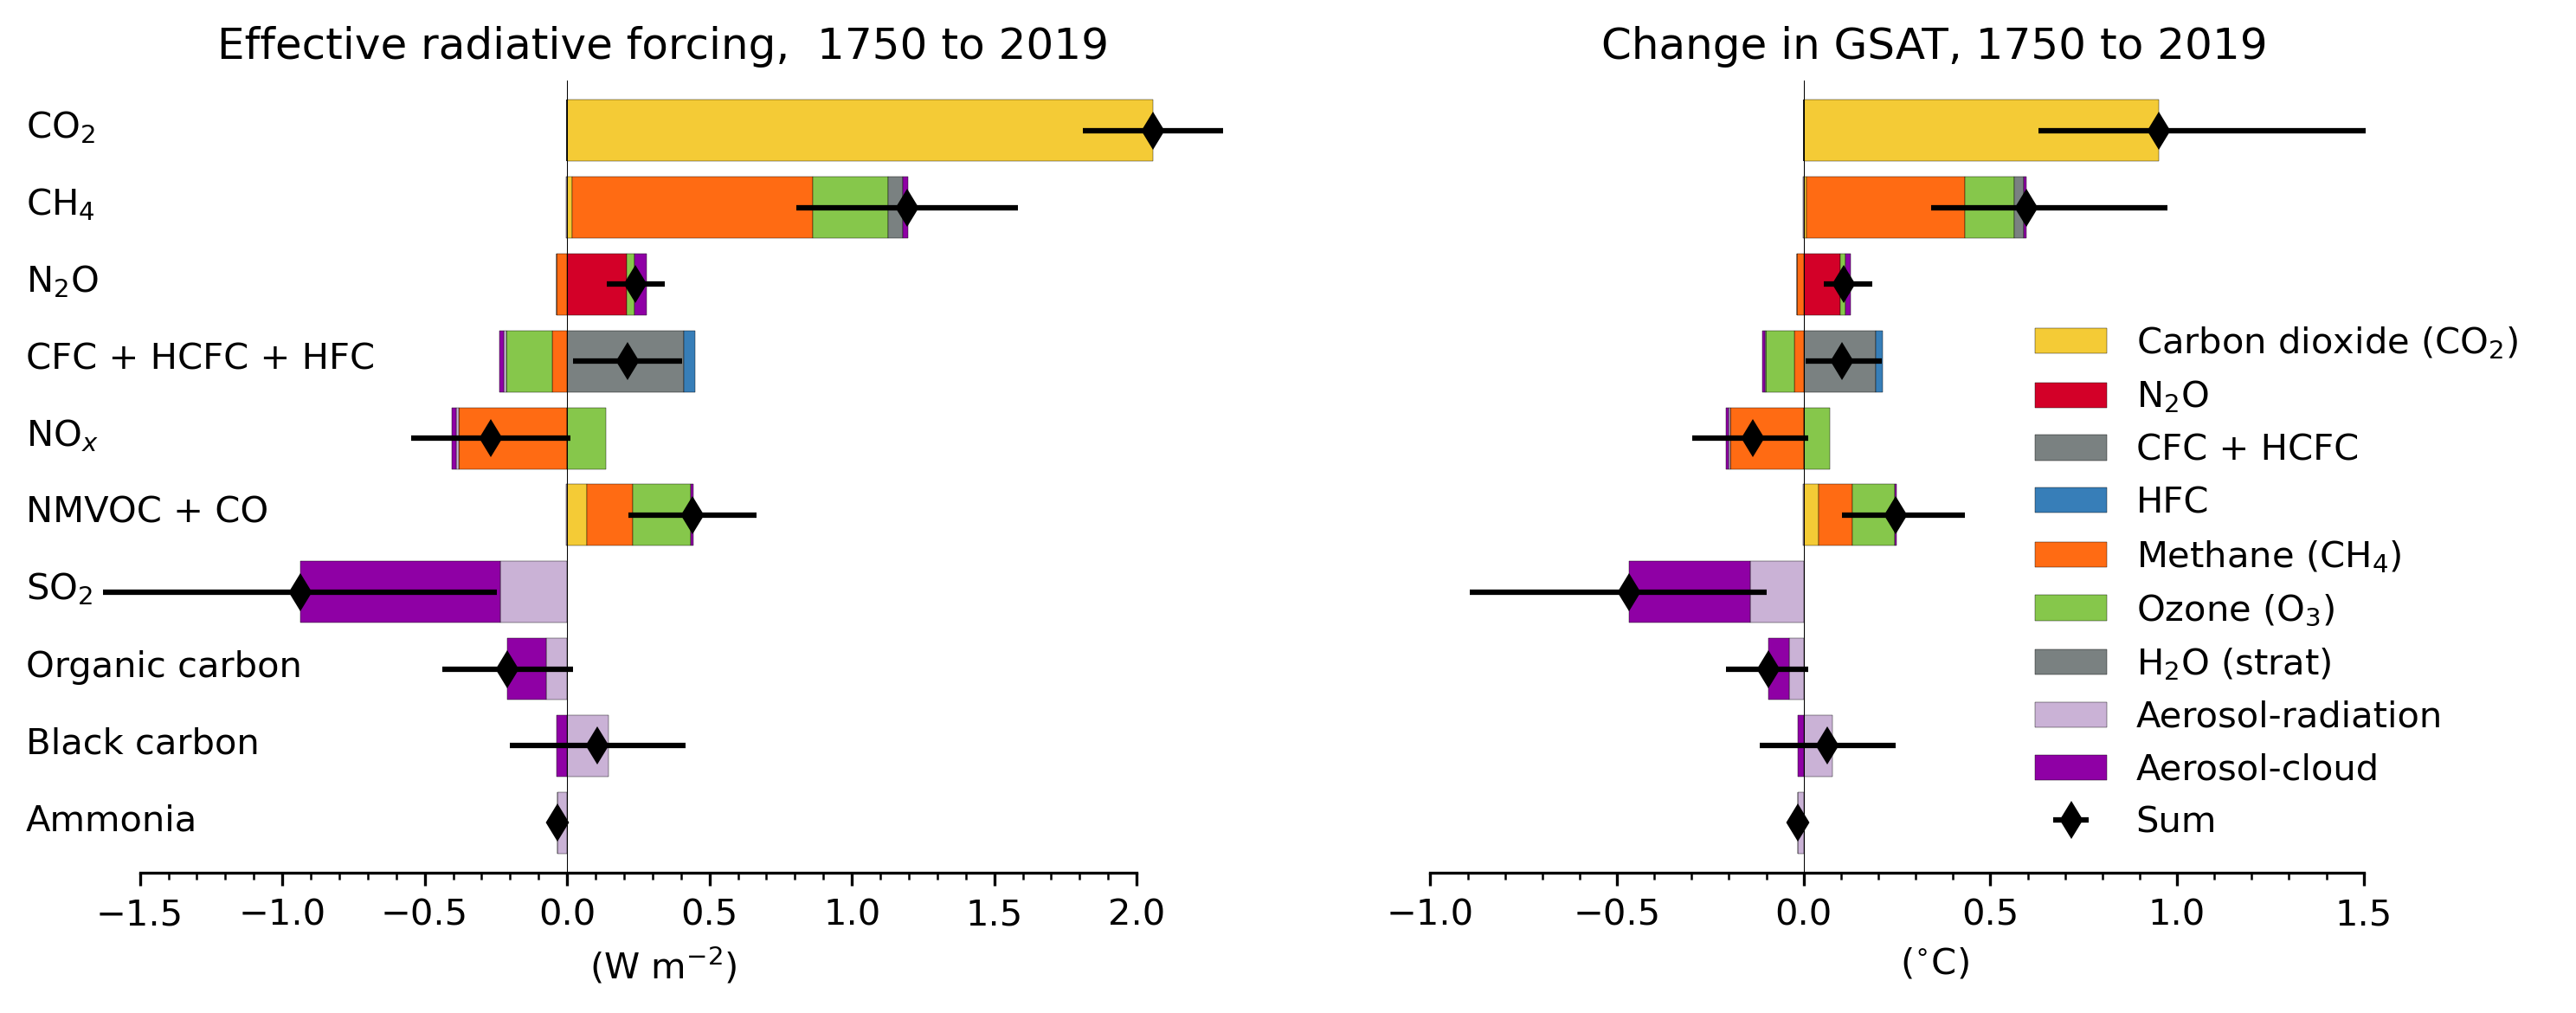 Effective radiative forcing,  1750 to 2019
CO₂
CH₄
N₂O
CFC + HCFC + HFC
NOₓ
NMVOC + CO
SO₂
Organic carbon
Black carbon
Ammonia
−1.5 −1.0 −0.5 0.0 0.5 1.0 1.5 2.0
(W m⁻²)
Change in GSAT, 1750 to 2019
Carbon dioxide (CO₂)
N₂O
CFC + HCFC
HFC
Methane (CH₄)
Ozone (O₃)
H₂O (strat)
Aerosol-radiation
Aerosol-cloud
Sum
−1.0 −0.5 0.0 0.5 1.0 1.5
(°C)